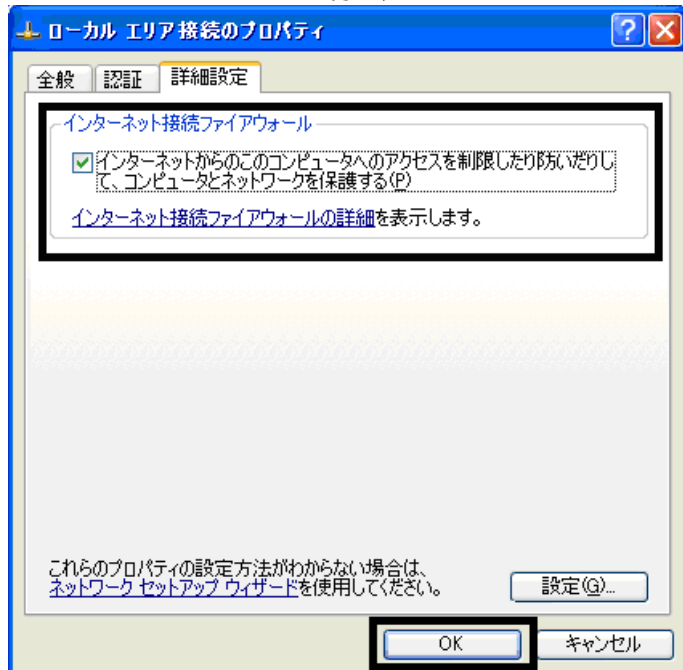 ローカル エリア接続のプロパティ
全般
認証
詳細設定
インターネット接続ファイアウォール
インターネットからのこのコンピュータへのアクセスを制限したり防いだりし
て、コンピュータとネットワークを保護する(P)
インターネット接続ファイアウォールの詳細を表示します。
これらのプロパティの設定方法がわからない場合は、
ネットワーク セットアップ ウィザードを使用してください。
設定(G)...
OK
キャンセル